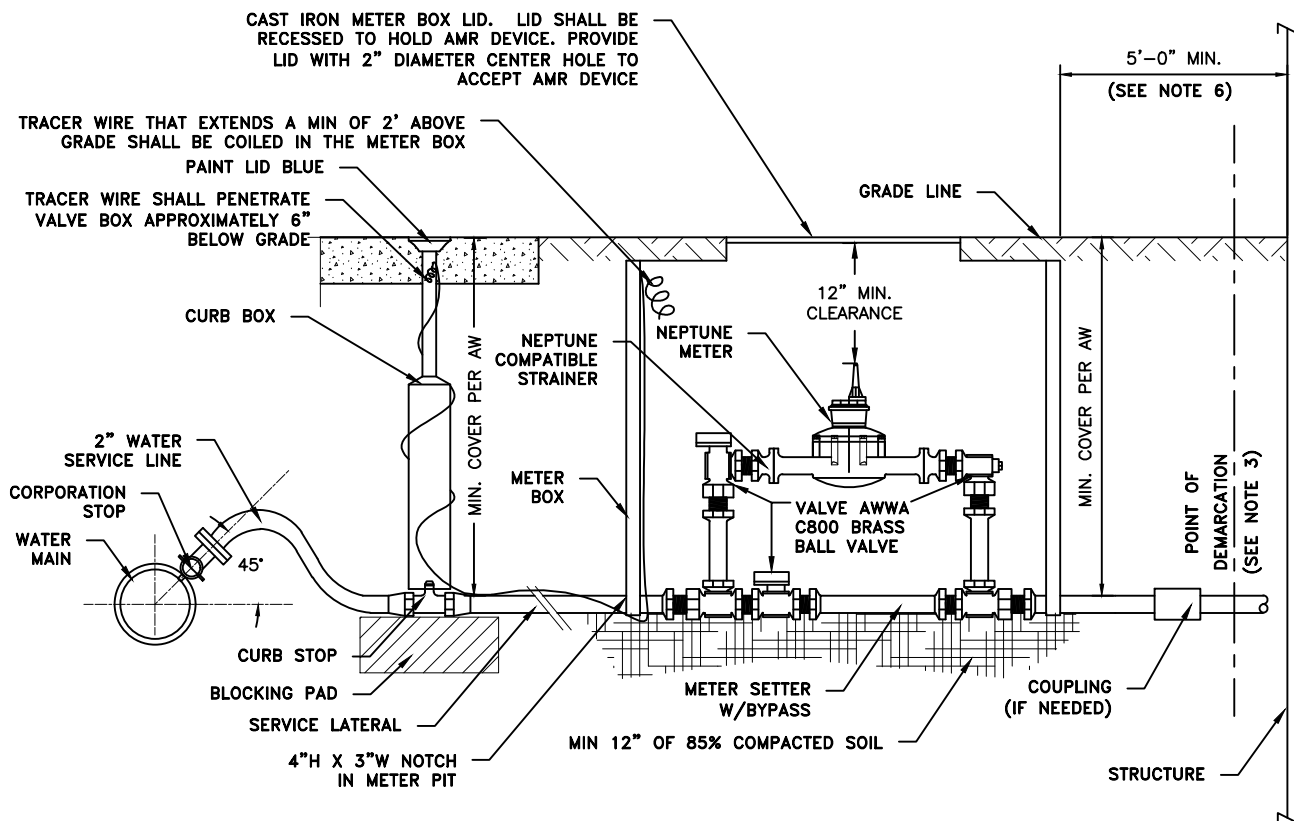 CAST IRON METER BOX LID. LID SHALL BE
RECESSED TO HOLD AMR DEVICE. PROVIDE
LID WITH 2” DIAMETER CENTER HOLE TO
ACCEPT AMR DEVICE
5’-0” MIN.
(SEE NOTE 6)
TRACER WIRE THAT EXTENDS A MIN OF 2’ ABOVE
GRADE SHALL BE COILED IN THE METER BOX
PAINT LID BLUE
TRACER WIRE SHALL PENETRATE
VALVE BOX APPROXIMATELY 6”
BELOW GRADE
GRADE LINE
CURB BOX
MIN. COVER PER AW
12” MIN.
CLEARANCE
NEPTUNE
COMPATIBLE
STRAINER
NEPTUNE
METER
MIN. COVER PER AW
2” WATER
SERVICE LINE
CORPORATION
STOP
WATER
MAIN
45°
METER
BOX
VALVE AWWA
C800 BRASS
BALL VALVE
POINT OF
DEMARCATION
(SEE NOTE 3)
CURB STOP
BLOCKING PAD
SERVICE LATERAL
4”H X 3”W NOTCH
IN METER PIT
METER SETTER
W/BYPASS
MIN 12” OF 85% COMPACTED SOIL
COUPLING
(IF NEEDED)
STRUCTURE